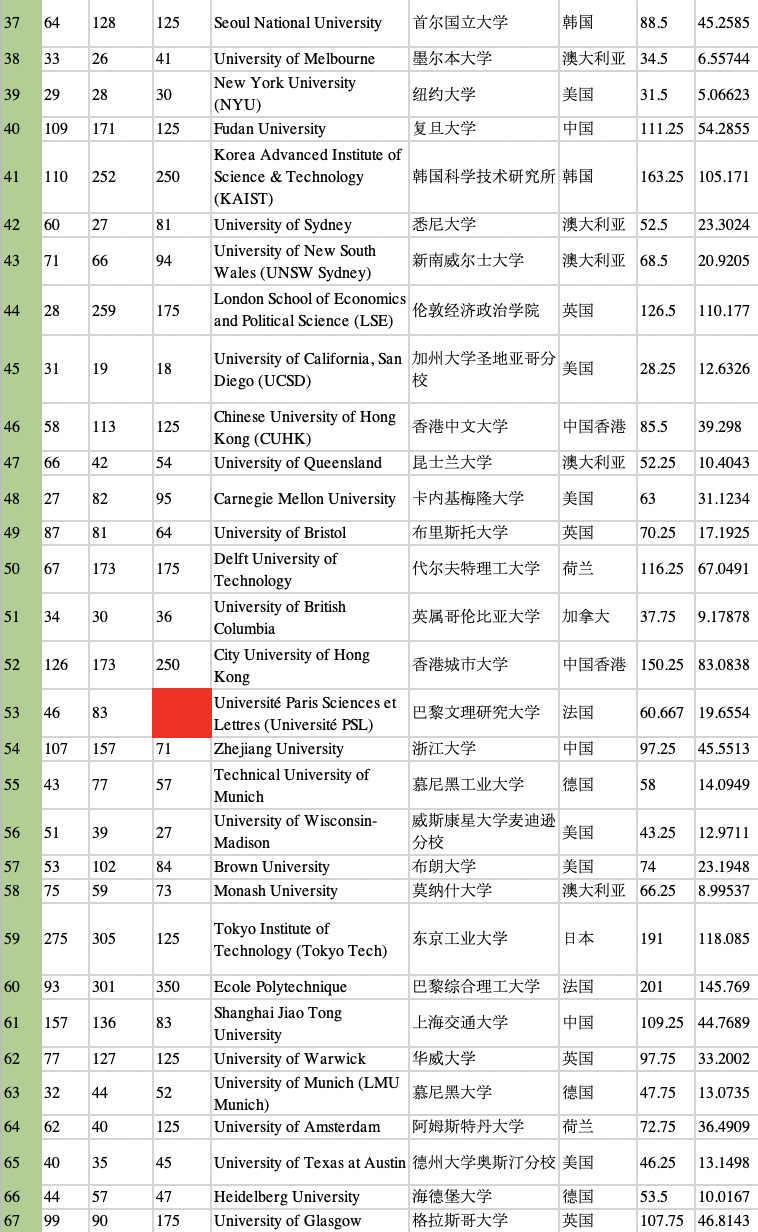 37 64 128 125 Seoul National University 首尔国立大学 韩国 88.5 45.2585
38 33 26 41 University of Melbourne 墨尔本大学 澳大利亚 34.5 6.55744
39 29 28 30 New York University
(NYU) 纽约大学 美国 31.5 5.06623
40 109 171 125 Fudan University 复旦大学 中国 111.25 54.2855
41 110 252 250 Korea Advanced Institute of
Science & Technology
(KAIST) 韩国科学技术研究所 韩国 163.25 105.171
42 60 27 81 University of Sydney 悉尼大学 澳大利亚 52.5 23.3024
43 71 66 94 University of New South
Wales (UNSW Sydney) 新南威尔士大学 澳大利亚 68.5 20.9205
44 28 259 175 London School of Economics
and Political Science (LSE) 伦敦经济政治学院 英国 126.5 110.177
45 31 19 18 University of California, San
Diego (UCSD) 加州大学圣地亚哥分
校 美国 28.25 12.6326
46 58 113 125 Chinese University of Hong
Kong (CUHK) 香港中文大学 中国香港 85.5 39.298
47 66 42 54 University of Queensland 昆士兰大学 澳大利亚 52.25 10.4043
48 27 82 95 Carnegie Mellon University 卡内基梅隆大学 美国 63 31.1234
49 87 81 64 University of Bristol 布里斯托大学 英国 70.25 17.1925
50 67 173 175 Delft University of
Technology 代尔夫特理工大学 荷兰 116.25 67.0491
51 34 30 36 University of British
Columbia 英属哥伦比亚大学 加拿大 37.75 9.17878
52 126 173 250 City University of Hong
Kong 香港城市大学 中国香港 150.25 83.0838
53 46 83 Université Paris Sciences et
Lettres (Université PSL) 巴黎文理研究大学 法国 60.667 19.6554
54 107 157 71 Zhejiang University 浙江大学 中国 97.25 45.5513
55 43 77 57 Technical University of
Munich 慕尼黑工业大学 德国 58 14.0949
56 51 39 27 University of Wisconsin-
Madison 威斯康星大学麦迪逊
分校 美国 43.25 12.9711
57 53 102 84 Brown University 布朗大学 美国 74 23.1948
58 75 59 73 Monash University 莫纳什大学 澳大利亚 66.25 8.99537
59 275 305 125 Tokyo Institute of
Technology (Tokyo Tech) 东京工业大学 日本 191 118.085
60 93 301 350 Ecole Polytechnique 巴黎综合理工大学 法国 201 145.769
61 157 136 83 Shanghai Jiao Tong
University 上海交通大学 中国 109.25 44.7689
62 77 127 125 University of Warwick 华威大学 英国 97.75 33.2002
63 32 44 52 University of Munich (LMU
Munich) 慕尼黑大学 德国 47.75 13.0735
64 62 40 125 University of Amsterdam 阿姆斯特丹大学 荷兰 72.75 36.4909
65 40 35 45 University of Texas at Austin 德州大学奥斯汀分校 美国 46.25 13.1498
66 44 57 47 Heidelberg University 海德堡大学 德国 53.5 10.0167
67 99 90 175 University of Glasgow 格拉斯哥大学 英国 107.75 46.8143